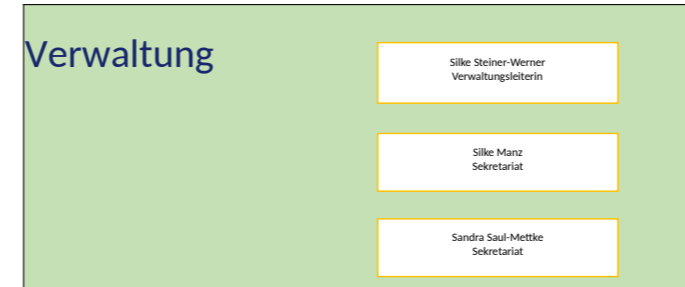 Verwaltung
Silke Steiner-Werner
Verwaltungsleiterin
Silke Manz
Sekretariat
Sandra Saul-Mettke
Sekretariat